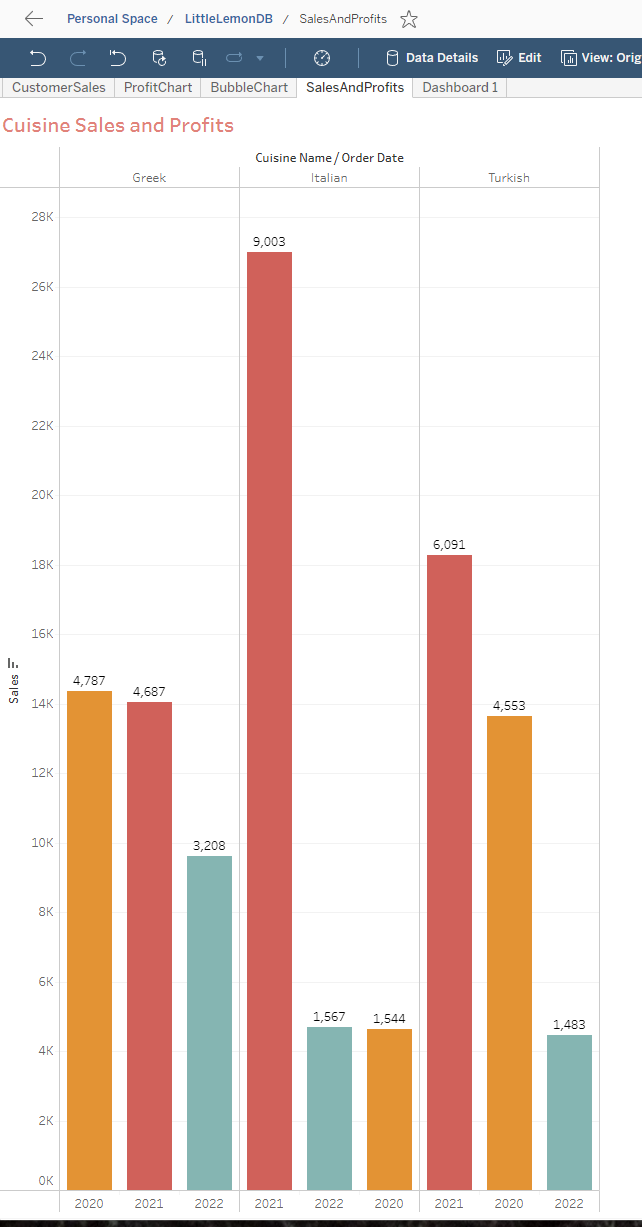 Personal Space / LittleLemonDB / SalesAndProfits
Data Details Edit View: Orig
CustomerSales ProfitChart BubbleChart SalesAndProfits Dashboard 1
Cuisine Sales and Profits
Cuisine Name / Order Date
Greek Italian Turkish
28K
9,003
26K
24K
22K
20K
6,091
18K
16K
4,787
4,687
Sales
14K
4,553
12K
3,208
10K
8K
6K
1,567
1,544
1,483
4K
2K
0K
2020 2021 2022 2021 2022 2020 2021 2020 2022